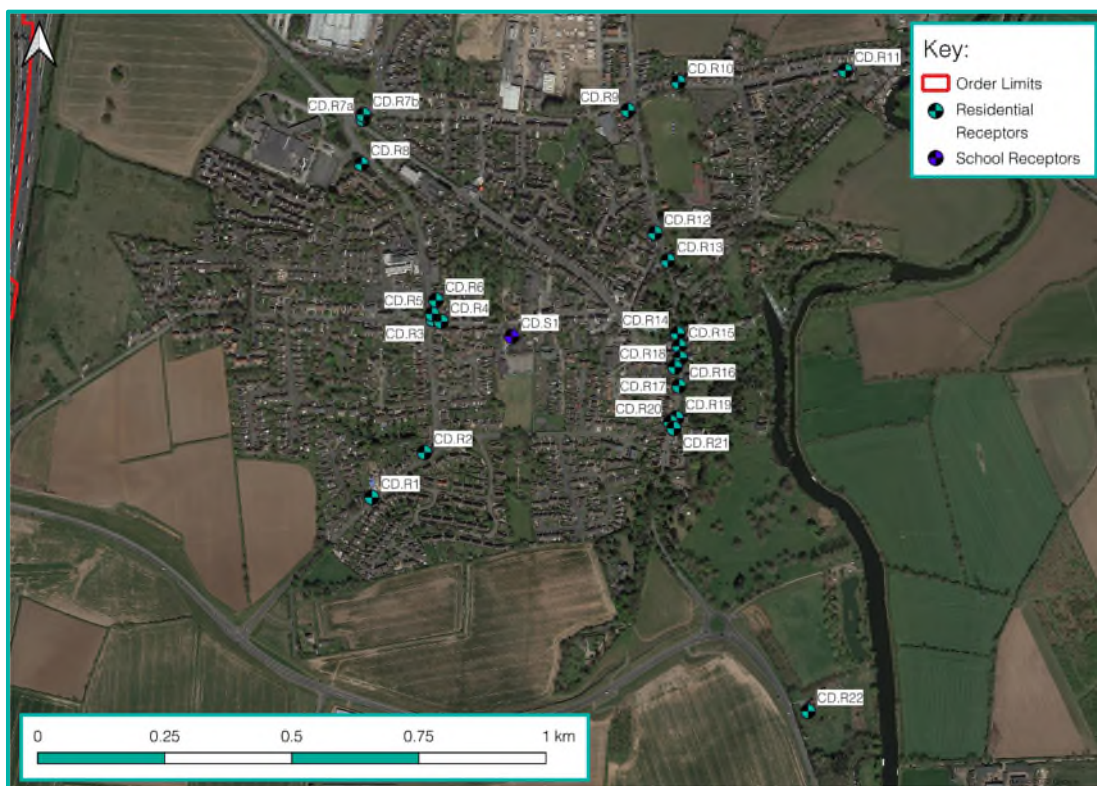 Key:
Order Limits
Residential
Receptors
School Receptors
CD.R11
CD.R10
CD.R9
CD.R7b
CD.R7a
CD.R8
CD.R12
CD.R13
CD.R6
CD.R5
CD.R4
CD.R3
CD.S1
CD.R14
CD.R15
CD.R18
CD.R16
CD.R17
CD.R19
CD.R20
CD.R21
CD.R2
CD.R1
CD.R22
0 0.25 0.5 0.75 1 km